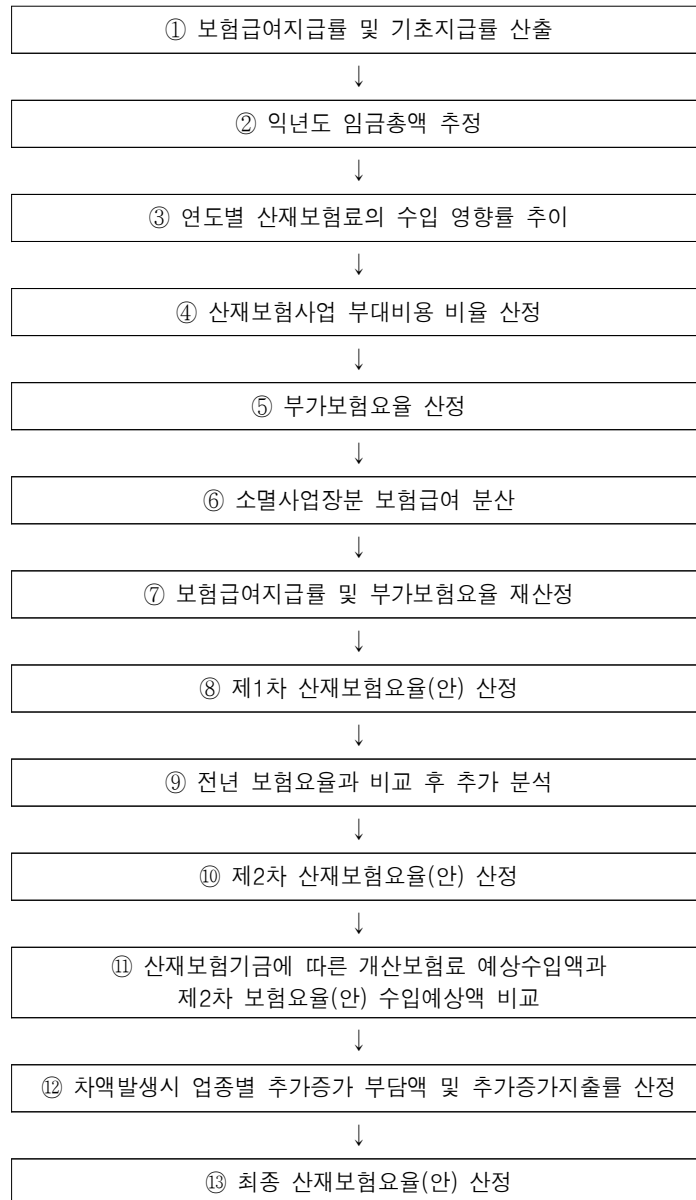 ① 보험급여지급률 및 기초지급률 산출
↓
② 익년도 임금총액 추정
↓
③ 연도별 산재보험료의 수입 영향률 추이
↓
④ 산재보험사업 부대비용 비율 산정
↓
⑤ 부가보험요율 산정
↓
⑥ 소멸사업장분 보험급여 분산
↓
⑦ 보험급여지급률 및 부가보험요율 재산정
↓
⑧ 제1차 산재보험요율(안) 산정
↓
⑨ 전년 보험요율과 비교 후 추가 분석
↓
⑩ 제2차 산재보험요율(안) 산정
↓
⑪ 산재보험기금에 따른 개산보험료 예상수입액과
제2차 보험요율(안) 수입예상액 비교
↓
⑫ 차액발생시 업종별 추가증가 부담액 및 추가증가지출률 산정
↓
⑬ 최종 산재보험요율(안) 산정